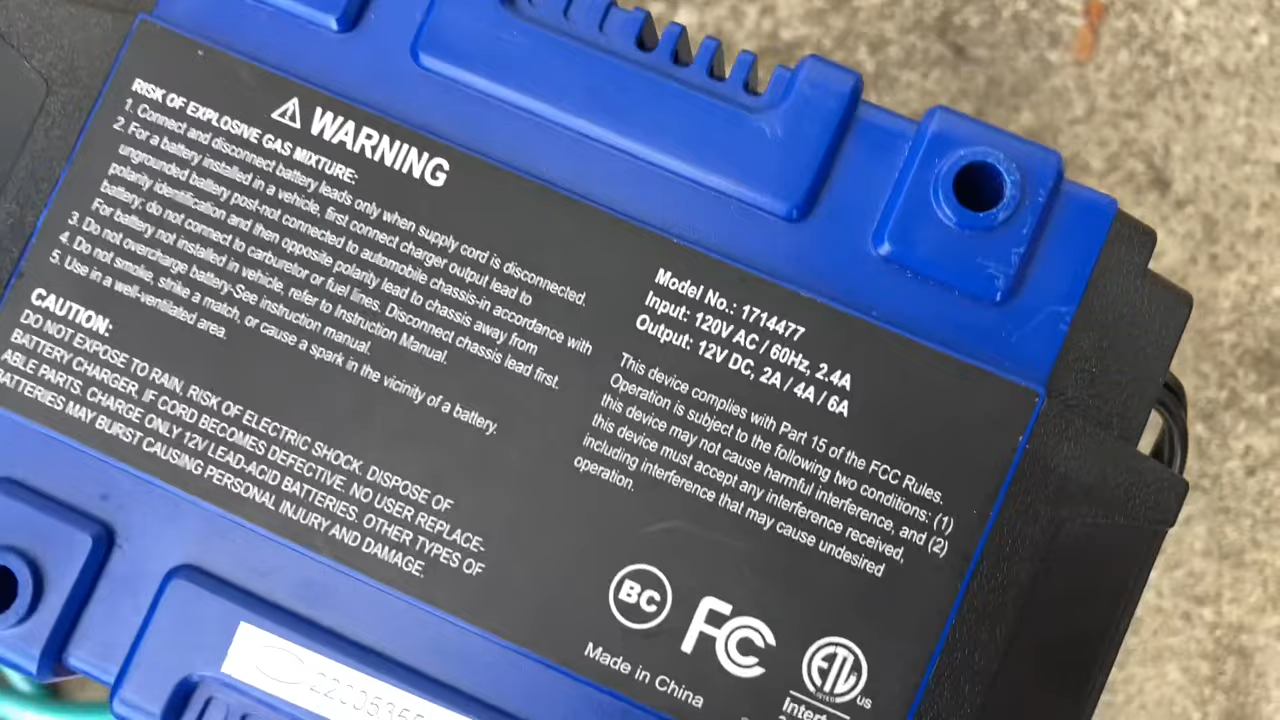 WARNING
RISK OF EXPLOSIVE GAS MIXTURE:
1. Connect and disconnect battery leads only when supply cord is disconnected.
2. For a battery installed in a vehicle, first connect charger output lead to
ungrounded battery post-not connected to automobile chassis-in accordance with
polarity identification and then opposite polarity lead to chassis away from
battery; do not connect to carburetor or fuel lines. Disconnect chassis lead first.
For battery not installed in vehicle, refer to Instruction Manual.
3. Do not overcharge battery-See instruction manual.
4. Do not smoke, strike a match, or cause a spark in the vicinity of a battery.
5. Use in a well-ventilated area.
CAUTION:
DO NOT EXPOSE TO RAIN. RISK OF ELECTRIC SHOCK. DISPOSE OF
BATTERY CHARGER, IF CORD BECOMES DEFECTIVE. NO USER REPLACE-
ABLE PARTS. CHARGE ONLY 12V LEAD-ACID BATTERIES. OTHER TYPES OF
BATTERIES MAY BURST CAUSING PERSONAL INJURY AND DAMAGE.
Model No.: 1714477
Input: 120V AC / 60Hz, 2.4A
Output: 12V DC, 2A / 4A / 6A
This device complies with Part 15 of the FCC Rules.
Operation is subject to the following two conditions: (1)
this device may not cause harmful interference, and (2)
this device must accept any interference received,
including interference that may cause undesired
operation.
BC
FC
ETL
LISTED
US
Made in China